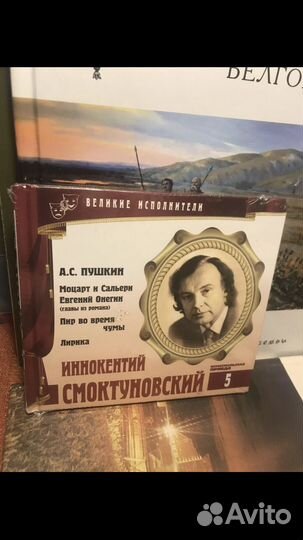 БЕЛГО
ВЕЛИКИЕ ИСПОЛНИТЕЛИ
А.С. ПУШКИН
Моцарт и Сальери
Евгений Онегин
(главы из романа)
Пир во время
чумы
Лирика
ИННОКЕНТИЙ
СМОКТУНОВСКИЙ
5
Avito